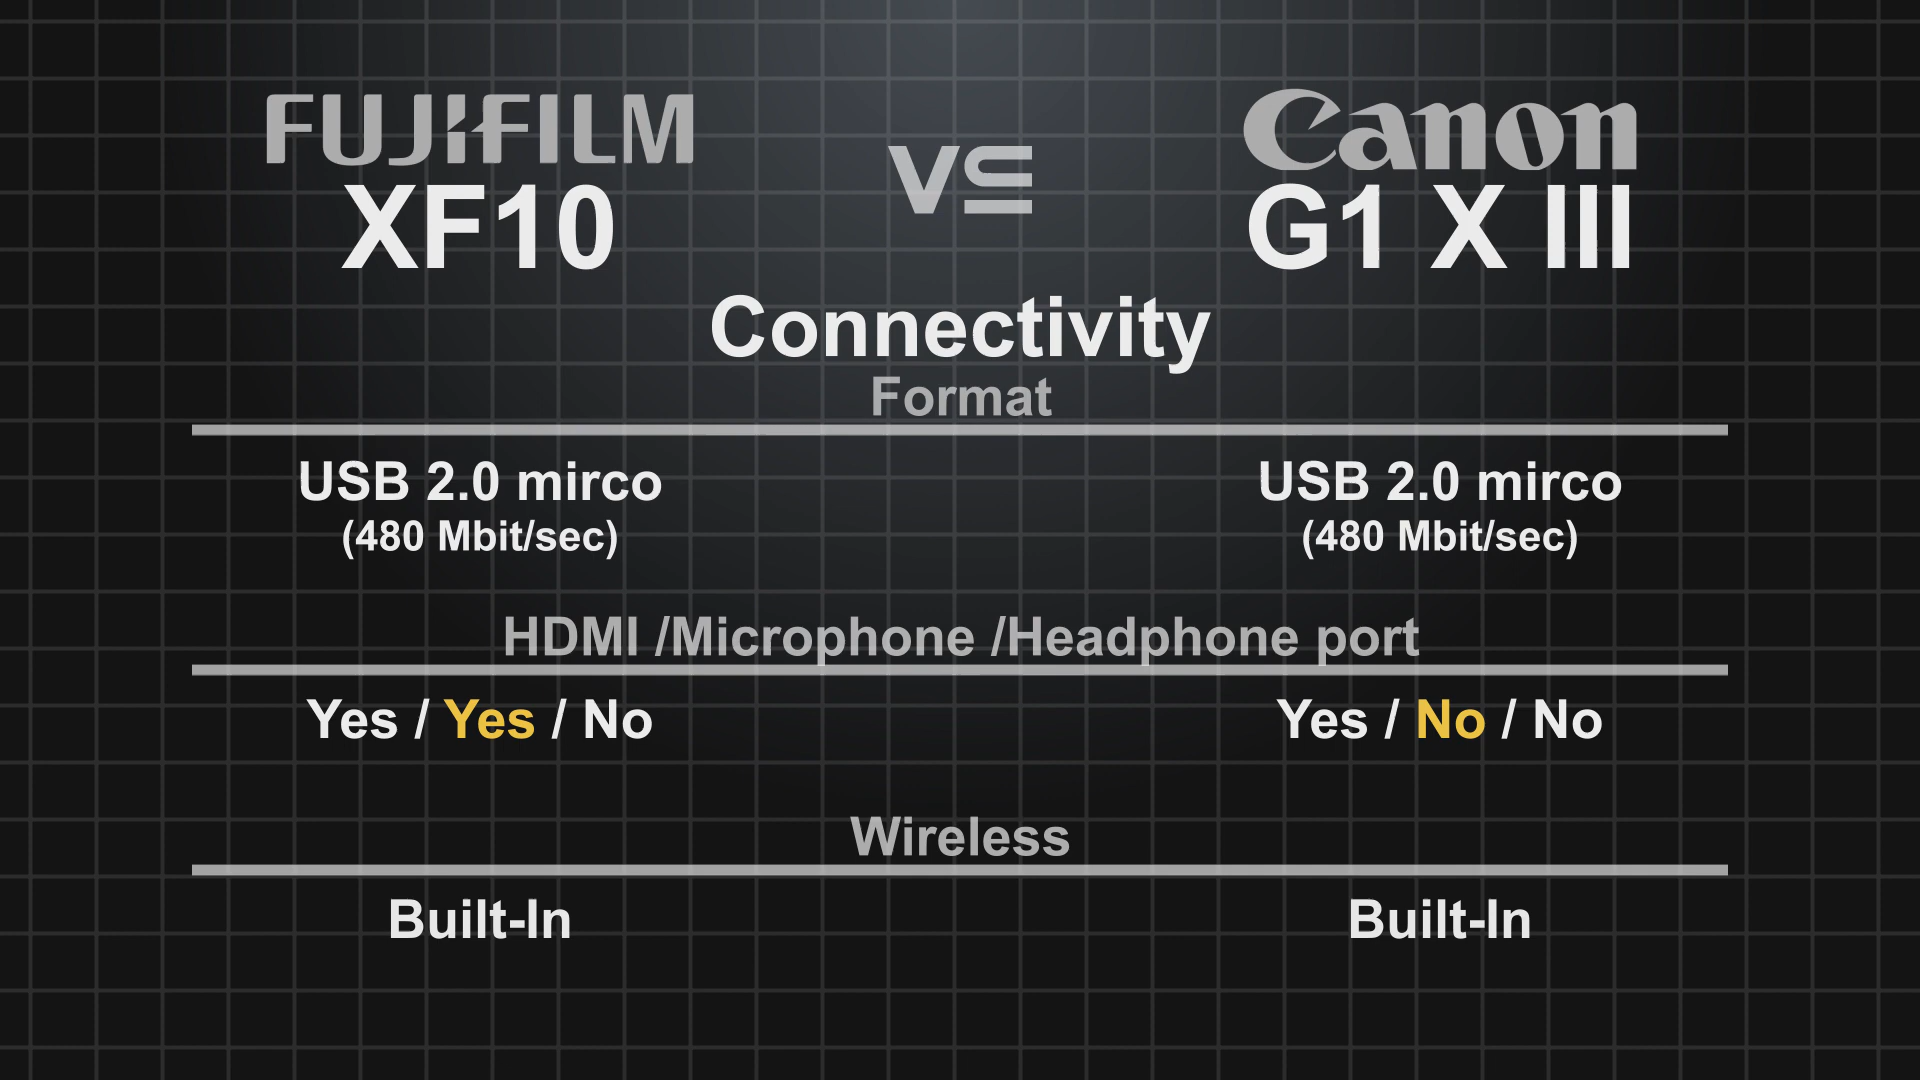 FUJIFILM
XF10
VS
Canon
G1 X III
Connectivity
Format
USB 2.0 mirco
(480 Mbit/sec)
USB 2.0 mirco
(480 Mbit/sec)
HDMI /Microphone /Headphone port
Yes / Yes / No
Yes / No / No
Wireless
Built-In
Built-In